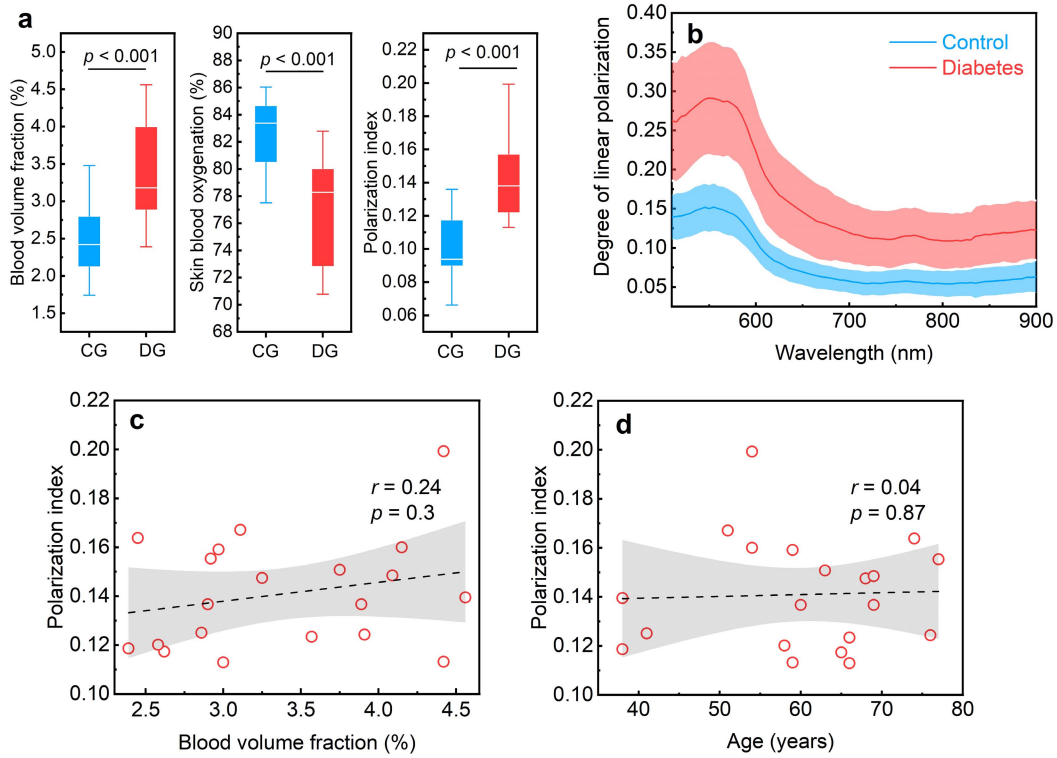 a
Blood volume fraction (%)
5.0
4.5
4.0
3.5
3.0
2.5
2.0
1.5
p < 0.001
CG
DG
Skin blood oxygenation (%)
90
88
86
84
82
80
78
76
74
72
70
68
p < 0.001
CG
DG
Polarization index
0.22
0.20
0.18
0.16
0.14
0.12
0.10
0.08
0.06
p < 0.001
CG
DG
b
Degree of linear polarization
0.40
0.35
0.30
0.25
0.20
0.15
0.10
0.05
Control
Diabetes
600
700
800
900
Wavelength (nm)
c
Polarization index
0.22
0.20
0.18
0.16
0.14
0.12
0.10
r = 0.24
p = 0.3
2.5
3.0
3.5
4.0
4.5
Blood volume fraction (%)
d
Polarization index
0.22
0.20
0.18
0.16
0.14
0.12
0.10
r = 0.04
p = 0.87
40
50
60
70
80
Age (years)